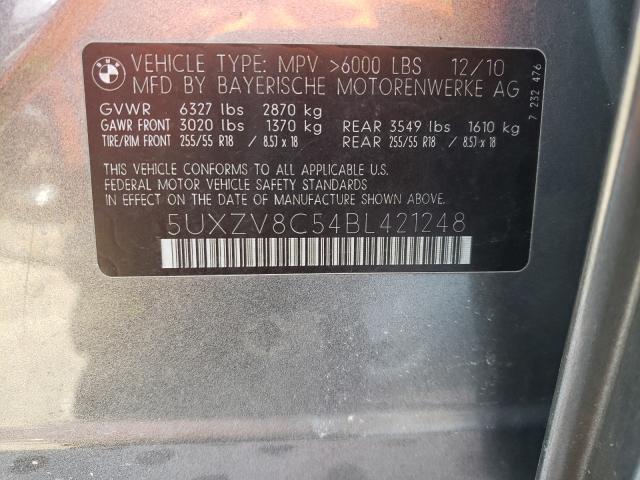 BMW
VEHICLE TYPE: MPV >6000 LBS 12/10
MFD BY BAYERISCHE MOTORENWERKE AG
GVWR 6327 lbs 2870 kg
GAWR FRONT 3020 lbs 1370 kg REAR 3549 lbs 1610 kg
TIRE/RIM FRONT 255/55 R18 / 8.5J x 18 REAR 255/55 R18 / 8.5J x 18
THIS VEHICLE CONFORMS TO ALL APPLICABLE U.S.
FEDERAL MOTOR VEHICLE SAFETY STANDARDS
IN EFFECT ON THE DATE OF MANUFACTURE SHOWN ABOVE.
5UXZV8C54BL421248
7 232 476